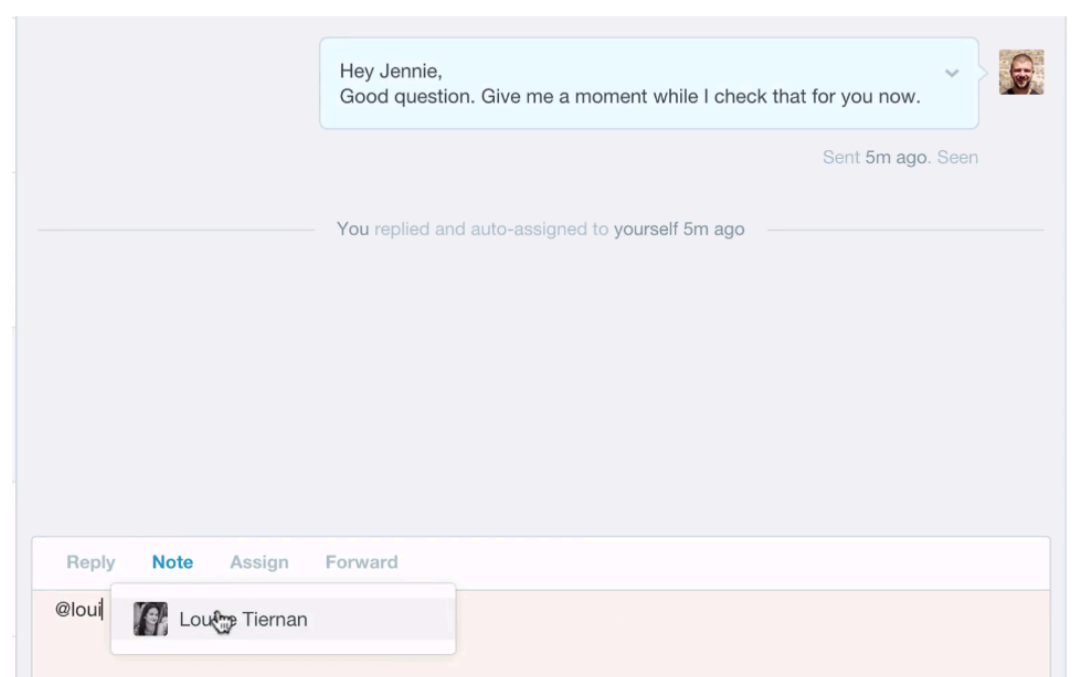 Hey Jennie,
Good question. Give me a moment while I check that for you now.
Sent 5m ago. Seen
You replied and auto-assigned to yourself 5m ago
Reply Note Assign Forward
@loui
Tiernan